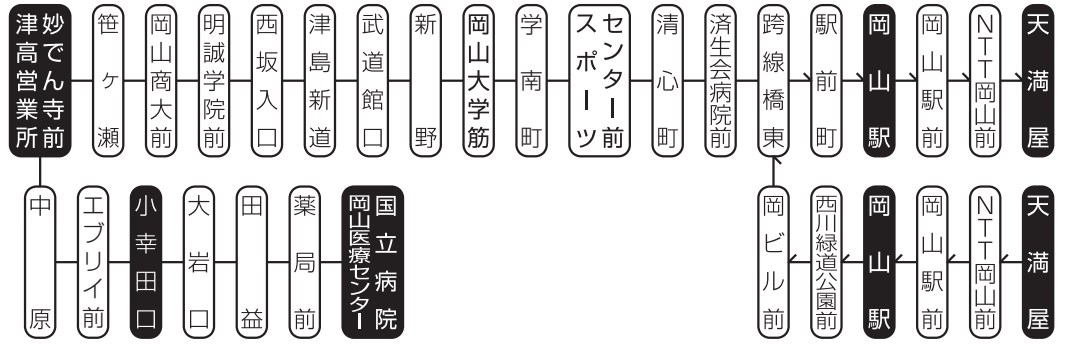 妙でん寺前
津高営業所
笹ヶ瀬
岡山商大前
明誠学院前
西坂入口
津島新道
武道館口
新野
岡山大学筋
学南町
スポーツ
センター前
清心町
済生会病院前
跨線橋東
駅前町
岡山駅
岡山駅前
NTT岡山前
天満屋
中原
エブリイ前
小幸田口
大岩口
田益
薬局前
国立病院
岡山医療センター
岡ビル前
西川緑道公園前
岡山駅
岡山駅前
NTT岡山前
天満屋